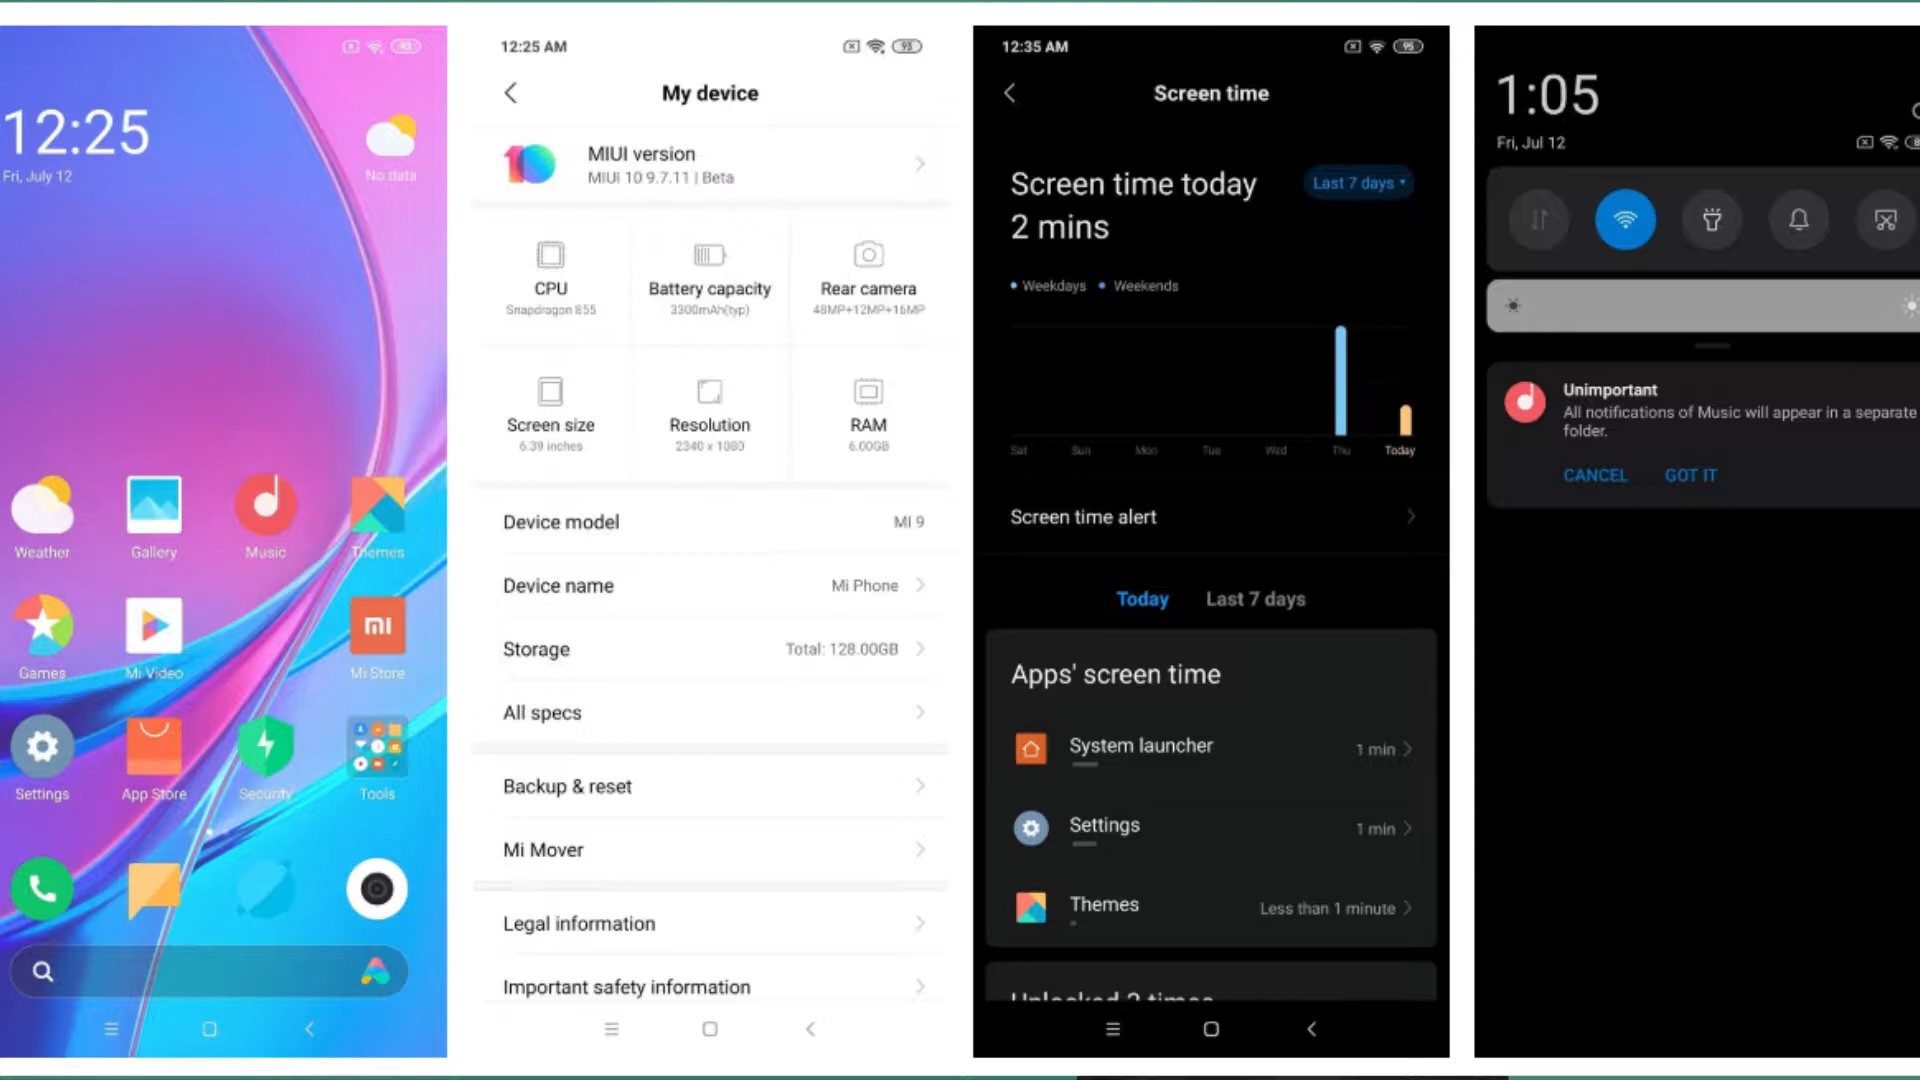 12:25
Fri, July 12
No data
Weather
Gallery
Music
Themes
Games
Mi Video
mi
Mi Store
Settings
App Store
Security
Tools
12:25 AM
93
My device
10
MIUI version
MIUI 10 9.7.11 | Beta
CPU
Snapdragon 855
Battery capacity
3300mAh(typ)
Rear camera
48MP+12MP+16MP
Screen size
6.39 inches
Resolution
2340 x 1080
RAM
6.00GB
Device model
MI 9
Device name
Mi Phone
Storage
Total: 128.00GB
All specs
Backup & reset
Mi Mover
Legal information
Important safety information
12:35 AM
95
Screen time
Screen time today
2 mins
Last 7 days
Weekdays
Weekends
Sat
Sun
Mon
Tue
Wed
Thu
Today
Screen time alert
Today
Last 7 days
Apps' screen time
System launcher
1 min
Settings
1 min
Themes
Less than 1 minute
Unlocked 2 times
1:05
Fri, Jul 12
Unimportant
All notifications of Music will appear in a separate
folder.
CANCEL
GOT IT